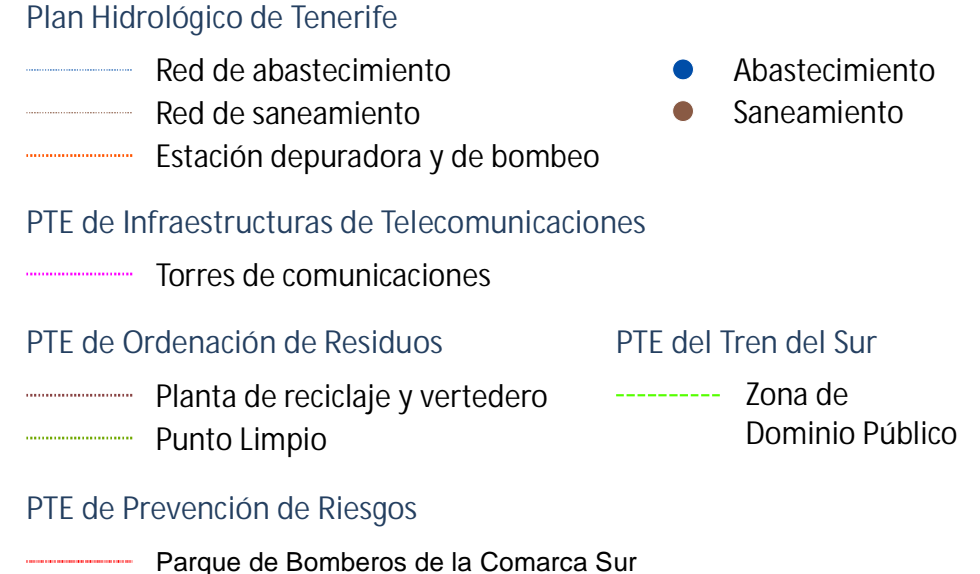 Plan Hidrológico de Tenerife
Red de abastecimiento
Abastecimiento
Red de saneamiento
Saneamiento
Estación depuradora y de bombeo
PTE de Infraestructuras de Telecomunicaciones
Torres de comunicaciones
PTE de Ordenación de Residuos
Planta de reciclaje y vertedero
Punto Limpio
PTE del Tren del Sur
Zona de
Dominio Público
PTE de Prevención de Riesgos
Parque de Bomberos de la Comarca Sur